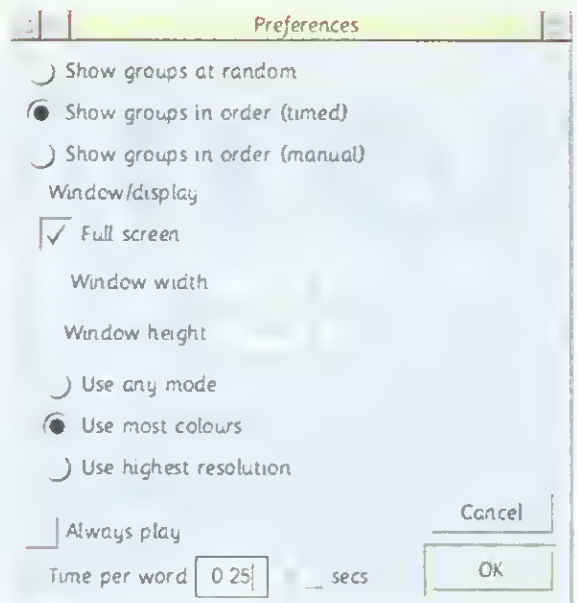 Preferences
Show groups at random
Show groups in order (timed)
Show groups in order (manual)
Window/display
Full screen
Window width
Window height
Use any mode
Use most colours
Use highest resolution
Always play
Cancel
Time per word 0 25 secs
OK